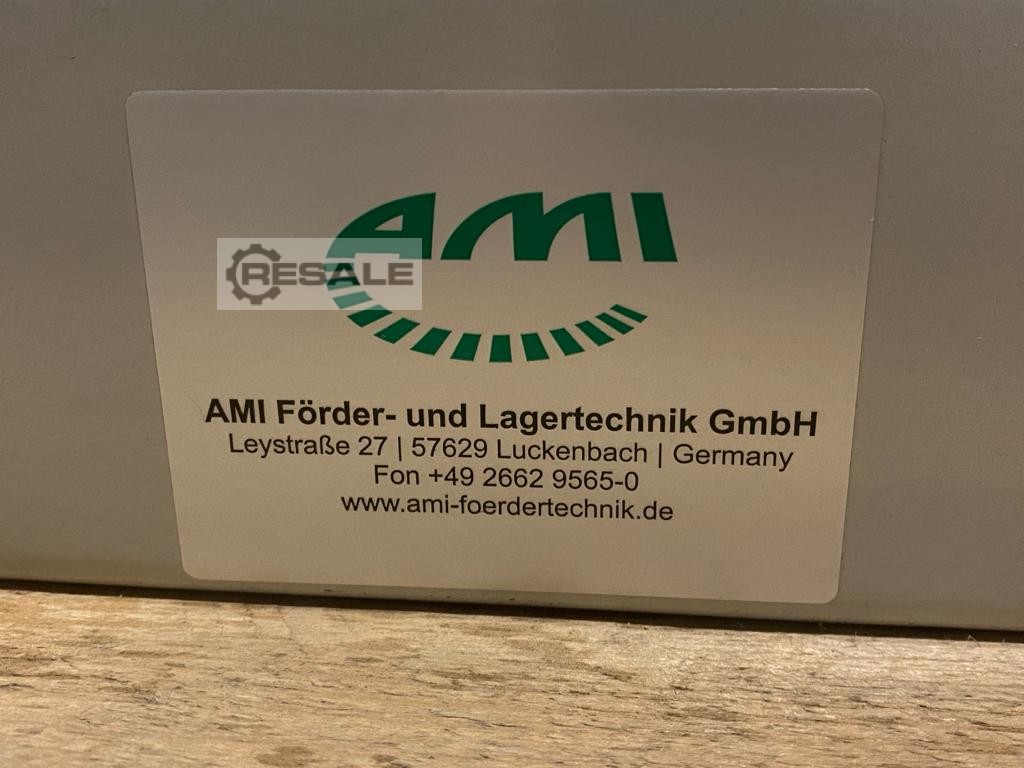 AMI
RESALE
AMI Förder- und Lagertechnik GmbH
Leystraße 27 | 57629 Luckenbach | Germany
Fon +49 2662 9565-0
www.ami-foerdertechnik.de